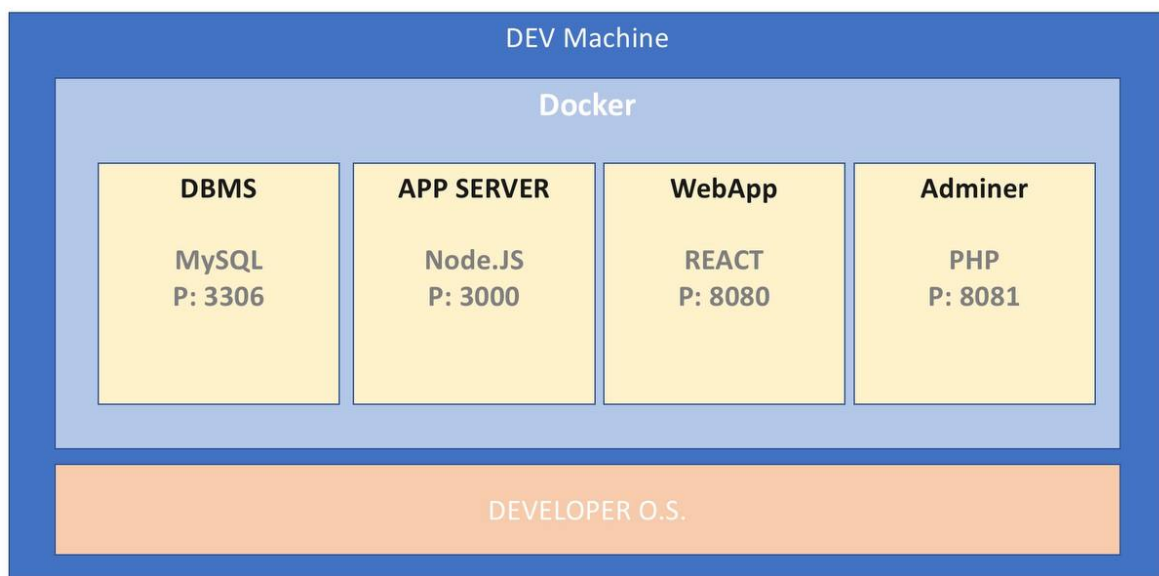 DEV Machine
Docker
DBMS
MySQL
P: 3306
APP SERVER
Node.JS
P: 3000
WebApp
REACT
P: 8080
Adminer
PHP
P: 8081
DEVELOPER O.S.